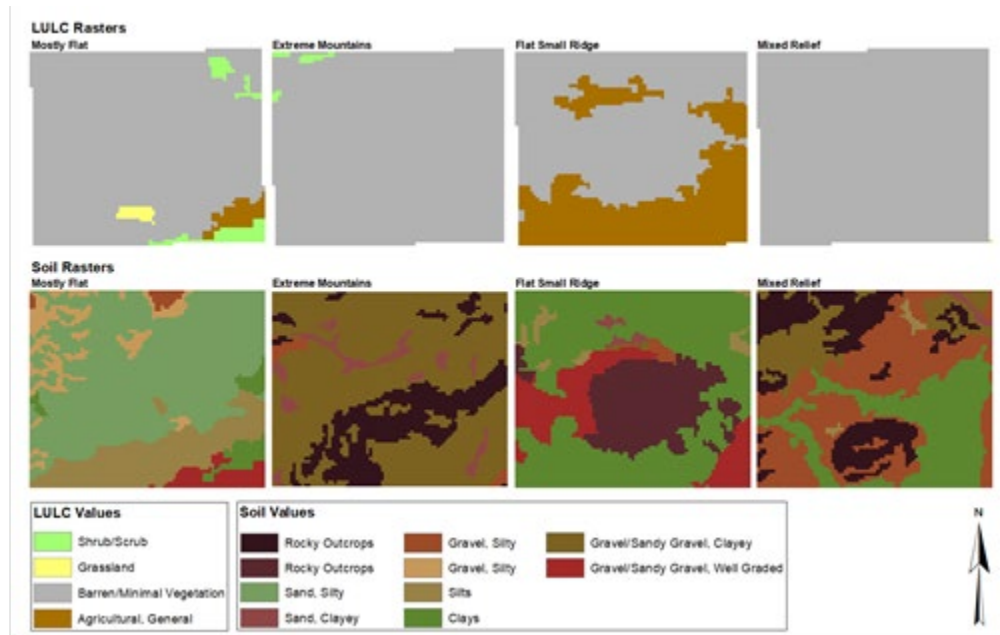 LULC Rasters
Mostly Flat
Extreme Mountains
Flat Small Ridge
Mixed Relief
Soil Rasters
Mostly Flat
Extreme Mountains
Flat Small Ridge
Mixed Relief
LULC Values
Shrub/Scrub
Grassland
Barren/Minimal Vegetation
Agricultural, General
Soil Values
Rocky Outcrops
Rocky Outcrops
Sand, Silty
Sand, Clayey
Gravel, Silty
Gravel, Silty
Silts
Clays
Gravel/Sandy Gravel, Clayey
Gravel/Sandy Gravel, Well Graded
N